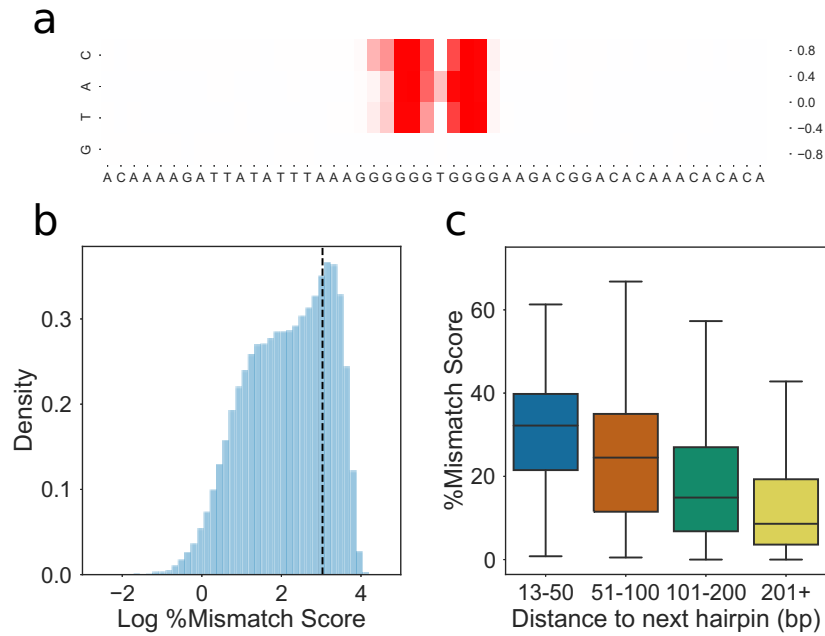 a
C
A
T
G
0.8
0.4
0.0
−0.4
−0.8
A C A A A A G A T T A T A T T T A A A G G G G G G T G G G G A A G A C G G A C A C A A A C A C A C A
b
Density
0.3
0.2
0.1
0.0
−2 0 2 4
Log %Mismatch Score
c
%Mismatch Score
60
40
20
0
13-50 51-100 101-200 201+
Distance to next hairpin (bp)